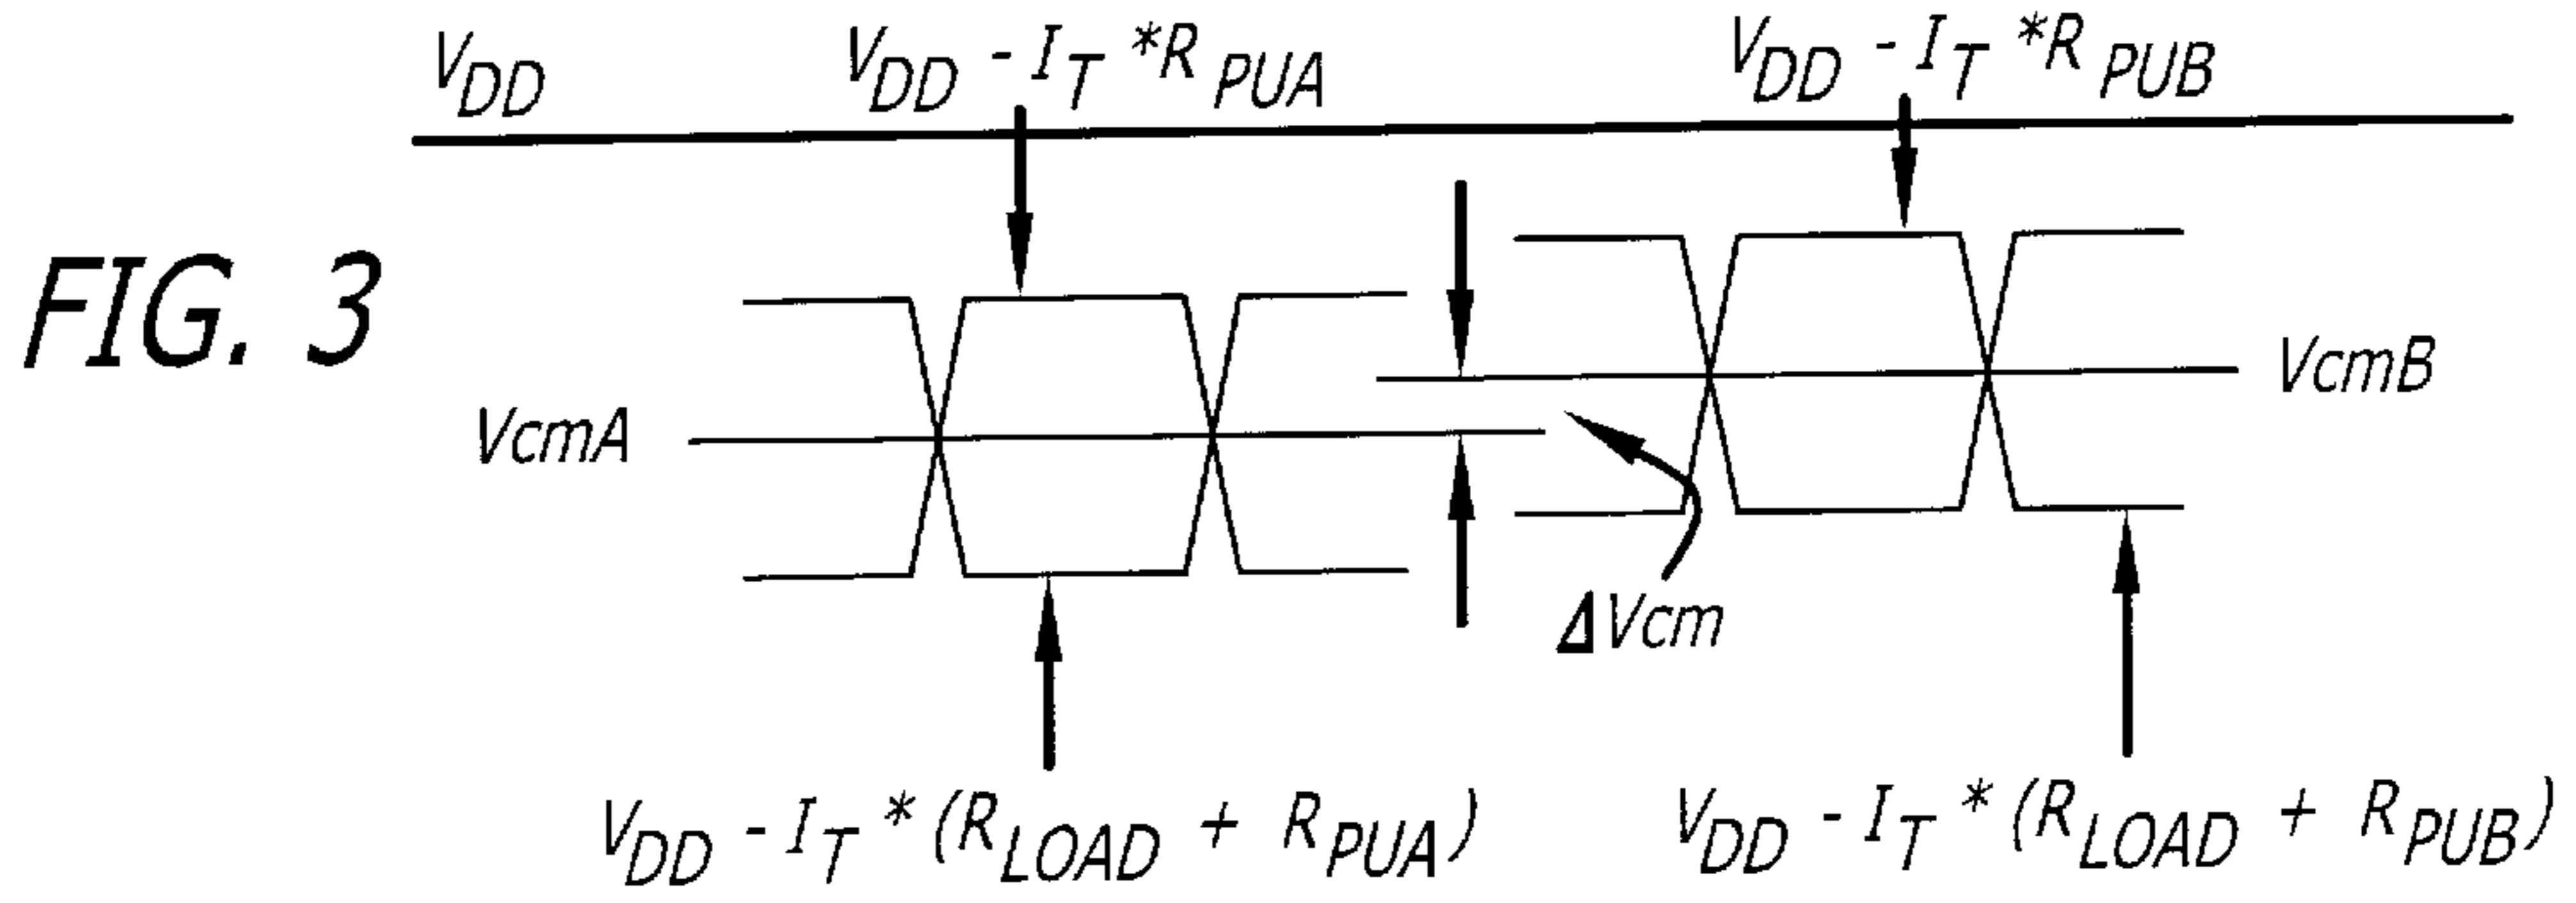 V_DD
V_DD - I_T *R_PUA
V_DD - I_T *R_PUB
FIG. 3
VcmA
VcmB
ΔVcm
V_DD - I_T * (R_LOAD + R_PUA)
V_DD - I_T * (R_LOAD + R_PUB)